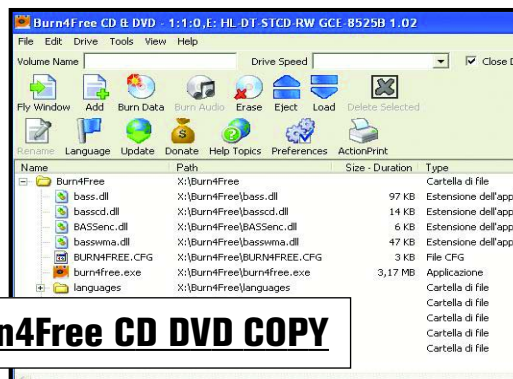 Burn4Free CD & DVD - 1:1:0,E: HL-DT-STCD-RW GCE-8525B 1.02
File Edit Drive Tools View Help
Volume Name Drive Speed Close D
Fly Window Add Burn Data Burn Audio Erase Eject Load Delete Selected
Rename Language Update Donate Help Topics Preferences ActionPrint
Name Path Size - Duration Type
Burn4Free X:\Burn4Free Cartella di file
bass.dll X:\Burn4Free\bass.dll 97 KB Estensione dell'app
basscd.dll X:\Burn4Free\basscd.dll 14 KB Estensione dell'app
BASSenc.dll X:\Burn4Free\BASSenc.dll 6 KB Estensione dell'app
basswma.dll X:\Burn4Free\basswma.dll 47 KB Estensione dell'app
BURN4FREE.CFG X:\Burn4Free\BURN4FREE.CFG 3 KB File CFG
burn4free.exe X:\Burn4Free\burn4free.exe 3,17 MB Applicazione
languages X:\Burn4Free\languages Cartella di file
Cartella di file
Cartella di file
Cartella di file
Cartella di file
n4Free CD DVD COPY